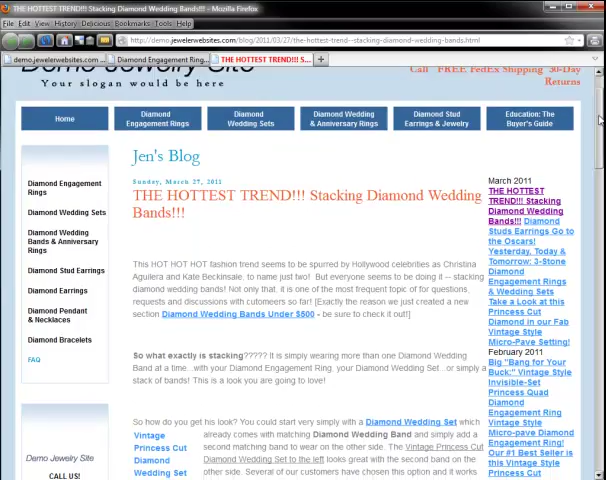 THE HOTTEST TREND!!! Stacking Diamond Wedding Bands!!! - Mozilla Firefox
File Edit View History Delicious Bookmarks Tools Help
http://demo.jewelerwebsites.com/blog/2011/03/27/the-hottest-trend--stacking-diamond-wedding-bands.html
demo.jewelerwebsites.com ...
Diamond Engagement Ring...
THE HOTTEST TREND!!! S...
Demo Jewelry Site
Your slogan would be here
Call FREE FedEx Shipping 30-Day
Returns
Home
Diamond
Engagement Rings
Diamond
Wedding Sets
Diamond Wedding
& Anniversary Rings
Diamond Stud
Earrings & Jewelry
Education: The
Buyer's Guide
Diamond Engagement
Rings
Diamond Wedding Sets
Diamond Wedding
Bands & Anniversary
Rings
Diamond Stud Earrings
Diamond Earrings
Diamond Pendant
& Necklaces
Diamond Bracelets
FAQ
Demo Jewelry Site
CALL US!
Jen's Blog
Sunday, March 27, 2011
THE HOTTEST TREND!!! Stacking Diamond Wedding
Bands!!!
This HOT HOT HOT fashion trend seems to be spurred by Hollywood celebrities as Christina
Aguilera and Kate Beckinsale, to name just two! But everyone seems to be doing it -- stacking
diamond wedding bands! Not only that, it is one of the most frequent topic of for questions,
requests and discussions with cutomeers so far! [Exactly the reason we just created a new
section Diamond Wedding Bands Under $500 - be sure to check it out!]
So what exactly is stacking????? It is simply wearing more than one Diamond Wedding
Band at a time...with your Diamond Engagement Ring, your Diamond Wedding Set...or simply a
stack of bands! This is a look you are going to love!
So how do you get his look? You could start very simply with a Diamond Wedding Set which
already comes with matching Diamond Wedding Band and simply add a
second matching band to wear on the other side. The Vintage Princess Cut
Diamond Wedding Set to the left looks great with the second band on the
other side. Several of our customers have chosen this option and it works
Vintage
Princess Cut
Diamond
Wedding Set
March 2011
THE HOTTEST
TREND!!! Stacking
Diamond Wedding
Bands!!! Diamond
Studs Earrings Go to
the Oscars!
Yesterday, Today &
Tomorrow: 3-Stone
Diamond
Engagement Rings
& Wedding Sets
Take a Look at this
Princess Cut
Diamond in our Fab
Vintage Style
Micro-Pave Setting!
February 2011
Big "Bang for Your
Buck:" Vintage Style
Invisible-Set
Princess Quad
Diamond
Engagement Ring
Vintage Style
Micro-pave Diamond
Engagement Ring!
Our #1 Best Seller is
this Vintage Style
Princess Cut